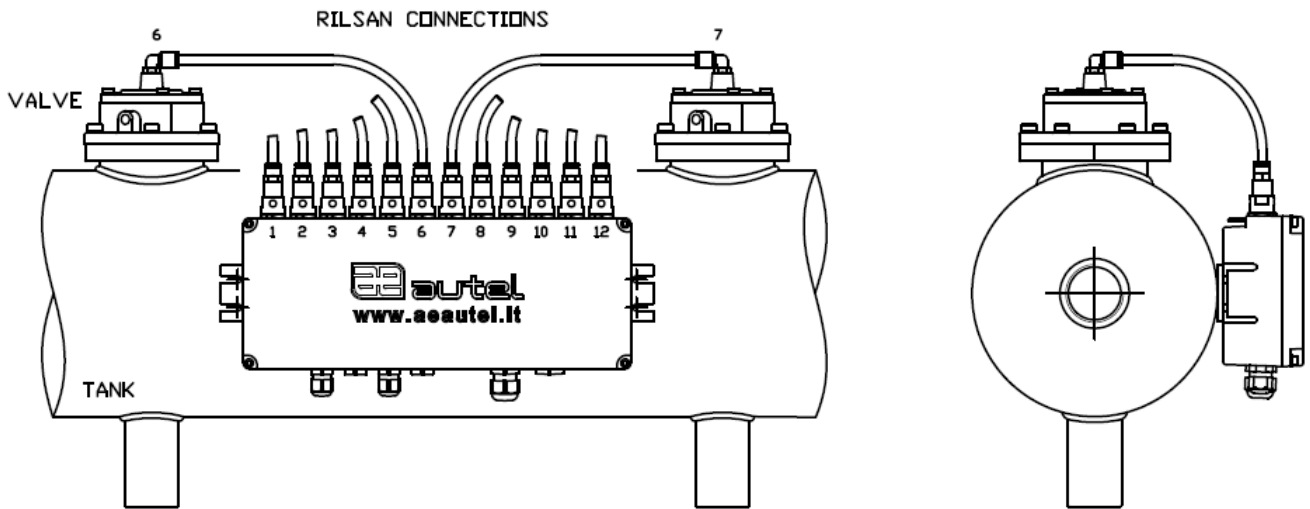 RILSAN CONNECTIONS
6
7
VALVE
1 2 3 4 5 6 7 8 9 10 11 12
ae autel
www.aeautel.it
TANK